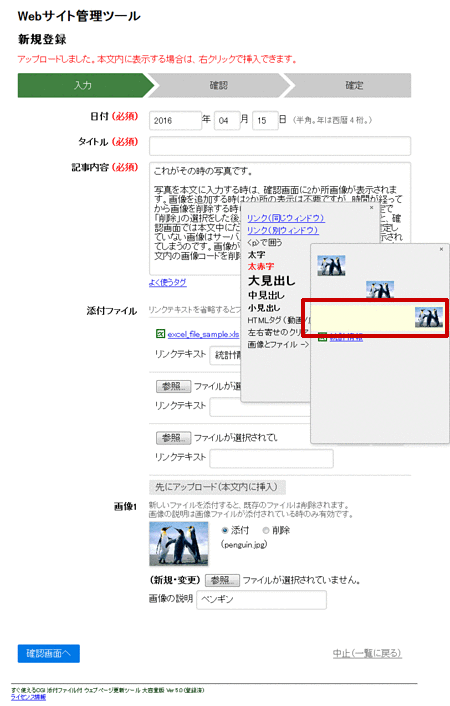 Webサイト管理ツール
新規登録
アップロードしました。本文内に表示する場合は、右クリックで挿入できます。
入力 確認 確定
日付 (必須) 2016 年 04 月 15 日 (半角。年は西暦4桁。)
タイトル (必須)
記事内容 (必須) これがその時の写真です。
写真を本文に入力する時は、確認画面に2か所画像が表示されま
す。画像を追加する時は2か所の表示は不要ですが、時間が経って
から画像を削除する時に
「削除」の選択をした後、
認画面では本文中にた
ていない画像はサーバ
てしまうのです。画像が
文内の画像コードを削除
よく使うタグ
×
リンク(同じウィンドウ)
リンク(別ウィンドウ)
<p>で囲う
太字
太赤字
大見出し
中見出し
小見出し
HTMLタグ(動画
左右寄せのクリア
画像とファイル ->
×
統計情報
添付ファイル リンクテキストを省略すると
excel_file_sample.xls
リンクテキスト 統計情
参照... ファイルが選
リンクテキスト
参照... ファイルが選択されてい
リンクテキスト
先にアップロード(本文内に挿入)
画像1 新しいファイルを添付すると、既存のファイルは削除されます。
画像の説明は画像ファイルが添付されている時のみ有効です。
添付 削除
(penguin.jpg)
(新規・変更) 参照... ファイルが選択されていません。
画像の説明 ペンギン
確認画面へ 中止(一覧に戻る)
すぐ使えるCGI 添付ファイル付 ウェブページ更新ツール 大容量版 Ver5.0 (登録済)
ライセンス情報